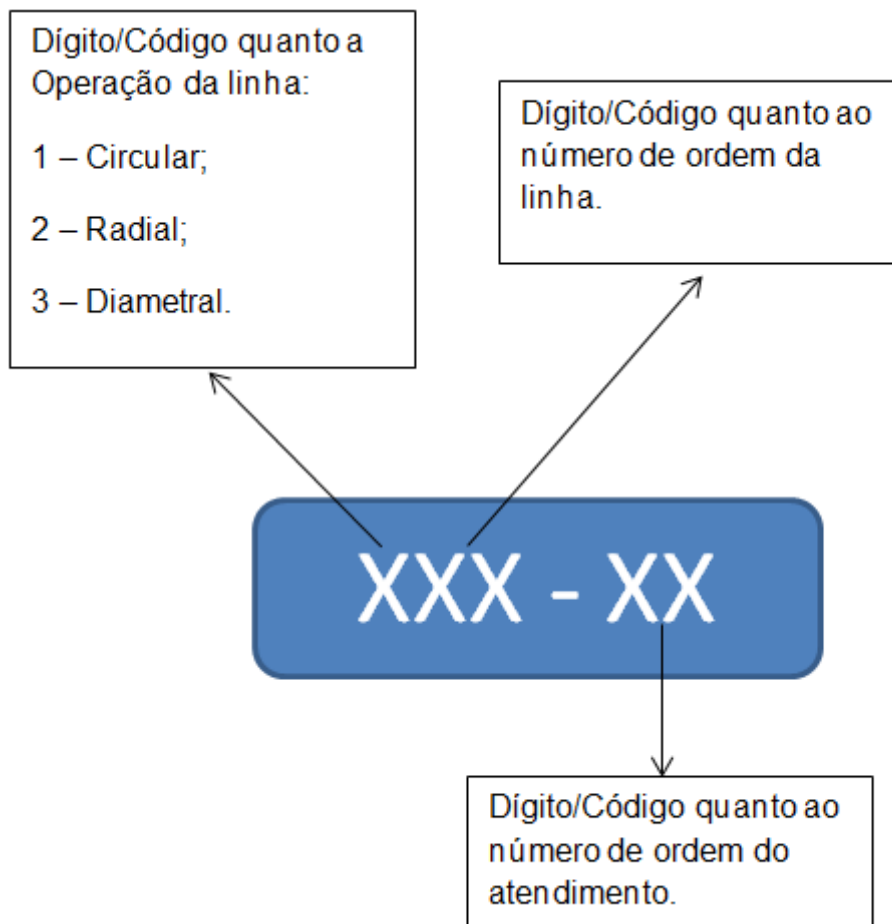 Dígito/Código quanto a
Operação da linha:
1 – Circular;
2 – Radial;
3 – Diametral.
Dígito/Código quanto ao
número de ordem da
linha.
XXX - XX
Dígito/Código quanto ao
número de ordem do
atendimento.